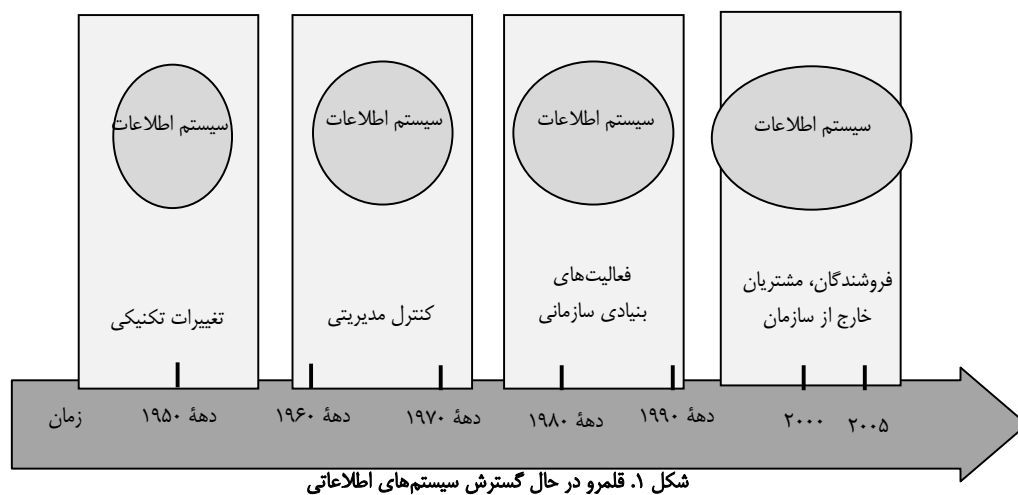 سیستم اطلاعات
سیستم اطلاعات
سیستم اطلاعات
سیستم اطلاعات
تغییرات تکنیکی
کنترل مدیریتی
فعالیت‌های
بنیادی سازمانی
فروشندگان، مشتریان
خارج از سازمان
زمان
دههٔ ۱۹۵۰
دههٔ ۱۹۶۰
دههٔ ۱۹۷۰
دههٔ ۱۹۸۰
دههٔ ۱۹۹۰
۲۰۰۰
۲۰۰۵
شکل ۱. قلمرو در حال گسترش سیستم‌های اطلاعاتی